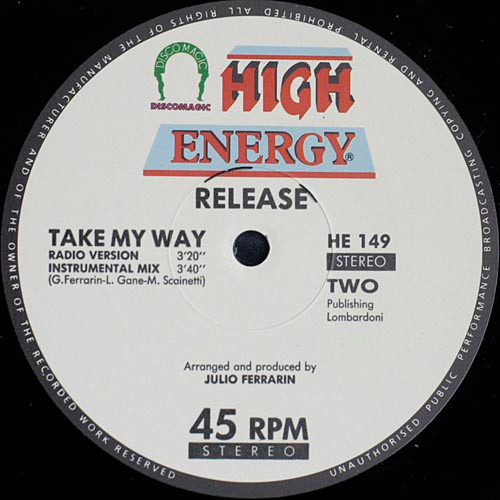 ALL RIGHTS OF THE MANUFACTURER AND OF THE OWNER OF THE RECORDED WORK RESERVED
UNAUTHORISED PUBLIC PERFORMANCE BROADCASTING COPYING AND RENTAL PROHIBITED
DISCOMAGIC
DISCOMAGIC
HIGH
ENERGY®
RELEASE
TAKE MY WAY
RADIO VERSION 3'20''
INSTRUMENTAL MIX 3'40''
(G.Ferrarin-L. Gane-M. Scainetti)
HE 149
STEREO
TWO
Publishing
Lombardoni
Arranged and produced by
JULIO FERRARIN
45 RPM
STEREO